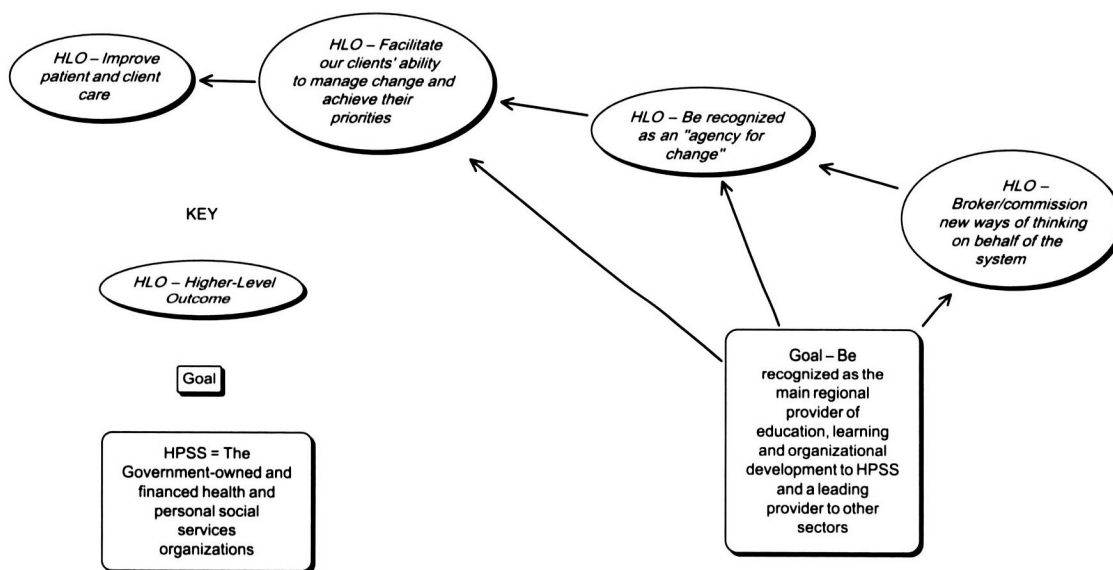 HLO – Improve
patient and client
care
HLO – Facilitate
our clients' ability
to manage change and
achieve their
priorities
HLO – Be recognized
as an "agency for
change"
HLO –
Broker/commission
new ways of thinking
on behalf of the
system
KEY
HLO – Higher-Level
Outcome
Goal
HPSS = The
Government-owned and
financed health and
personal social
services
organizations
Goal – Be
recognized as the
main regional
provider of
education, learning
and organizational
development to HPSS
and a leading
provider to other
sectors